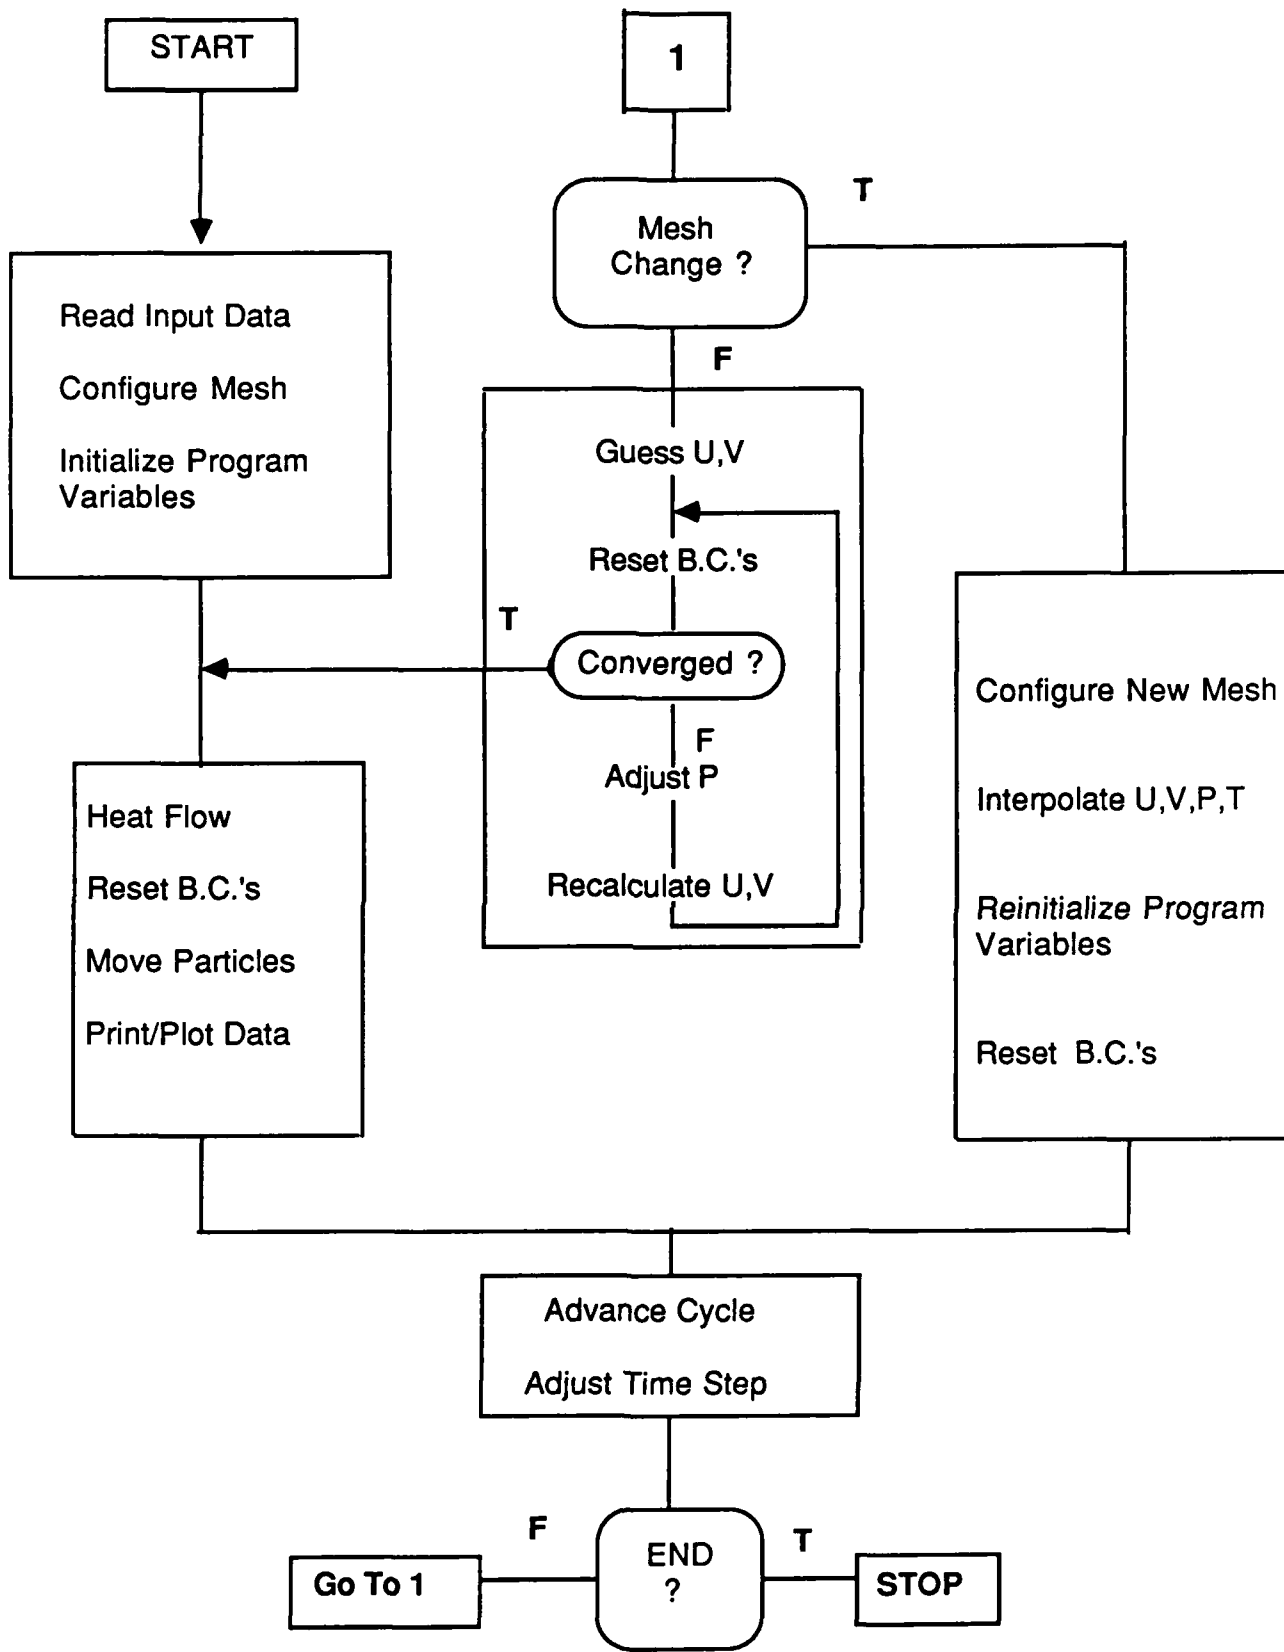 START
Read Input Data
Configure Mesh
Initialize Program
Variables
Heat Flow
Reset B.C.'s
Move Particles
Print/Plot Data
1
Mesh
Change ?
T
F
Guess U,V
Reset B.C.'s
T
Converged ?
F
Adjust P
Recalculate U,V
Configure New Mesh
Interpolate U,V,P,T
Reinitialize Program
Variables
Reset B.C.'s
Advance Cycle
Adjust Time Step
END
?
F
T
Go To 1
STOP